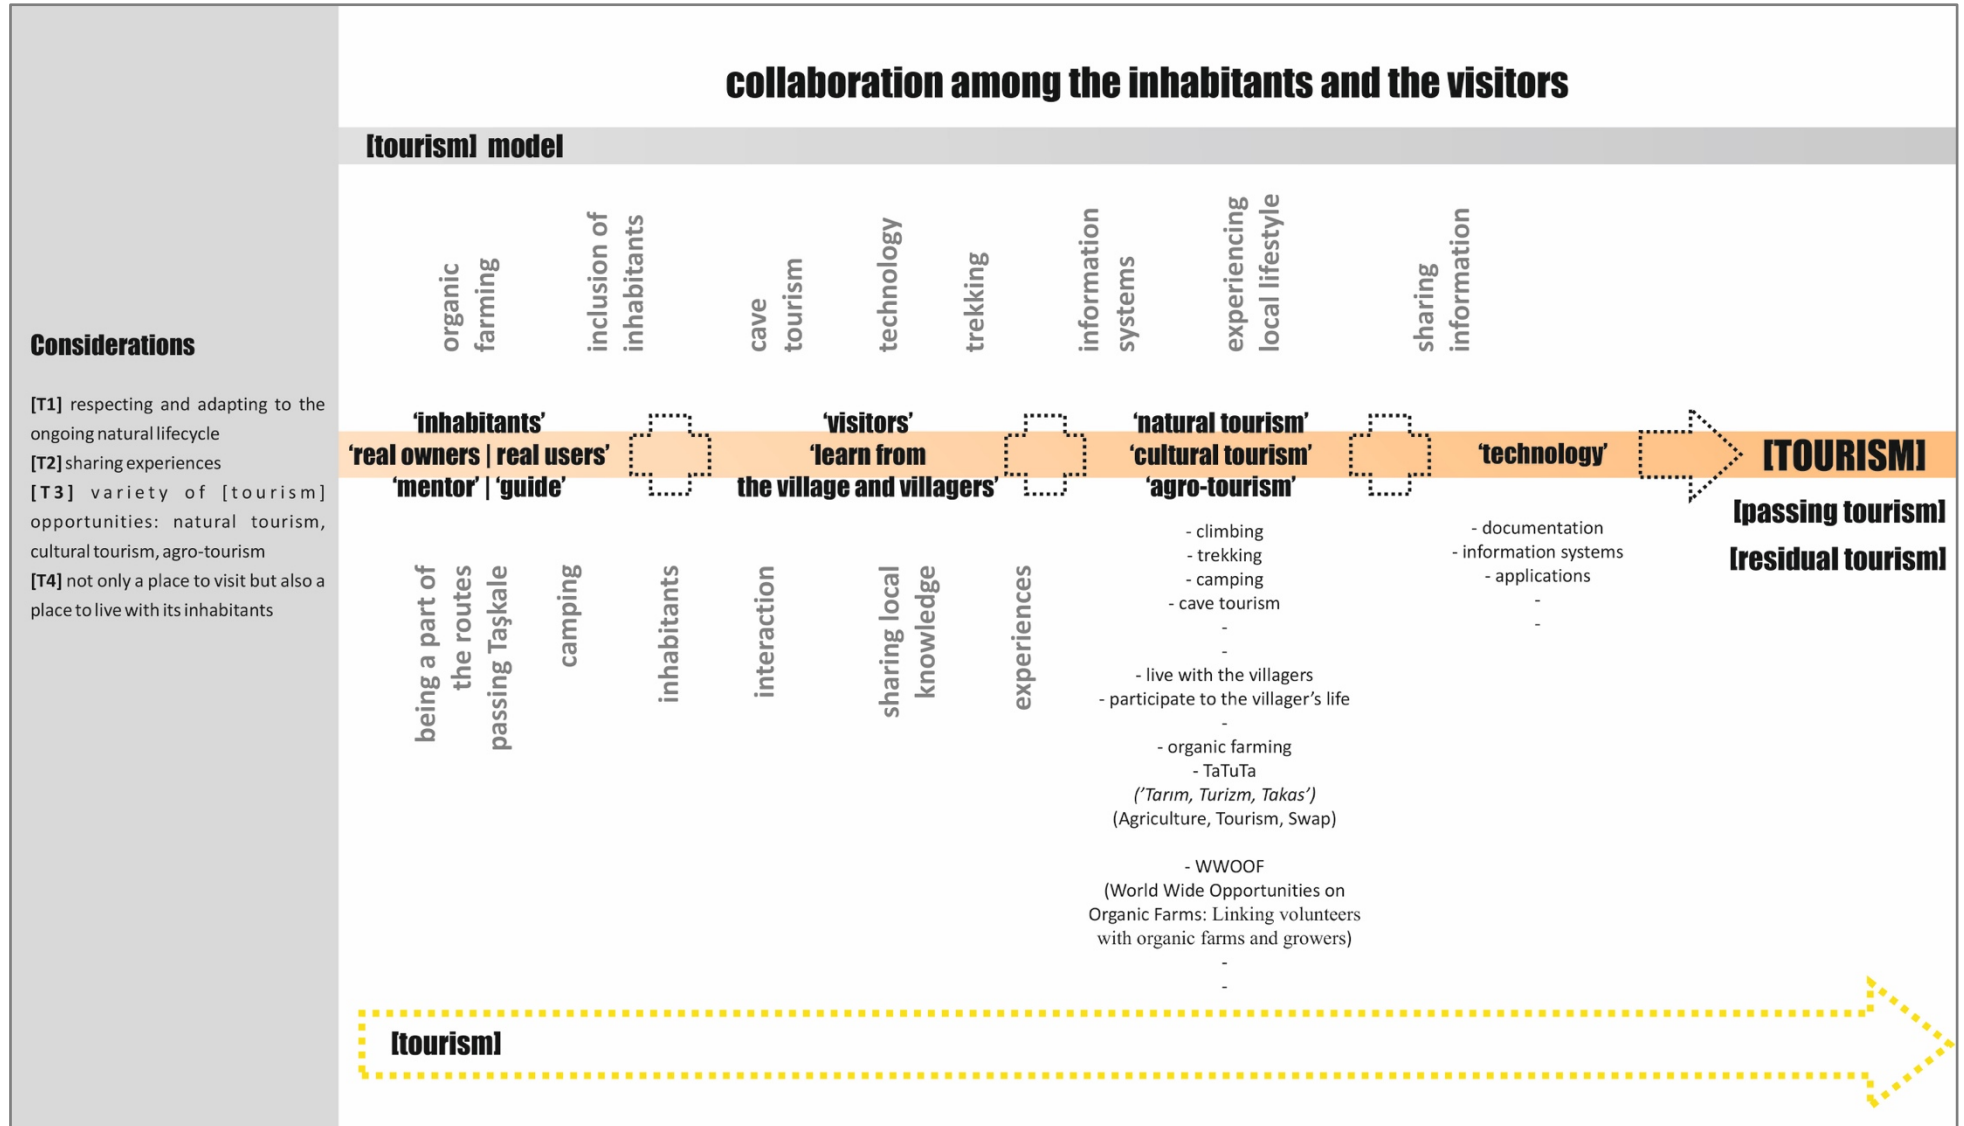 collaboration among the inhabitants and the visitors
[tourism] model
Considerations
[T1] respecting and adapting to the
ongoing natural lifecycle
[T2] sharing experiences
[T3] variety of [tourism]
opportunities: natural tourism,
cultural tourism, agro-tourism
[T4] not only a place to visit but also a
place to live with its inhabitants
organic
farming
inclusion of
inhabitants
cave
tourism
technology
trekking
information
systems
experiencing
local lifestyle
sharing
information
'inhabitants'
'real owners | real users'
'mentor' | 'guide'
'visitors'
'learn from
the village and villagers'
'natural tourism'
'cultural tourism'
'agro-tourism'
'technology'
[TOURISM]
[passing tourism]
[residual tourism]
being a part of
the routes
passing Taşkale
camping
inhabitants
interaction
sharing local
knowledge
experiences
- climbing
- trekking
- camping
- cave tourism
-
-
- live with the villagers
- participate to the villager's life
-
- organic farming
- TaTuTa
('Tarım, Turizm, Takas')
(Agriculture, Tourism, Swap)
- WWOOF
(World Wide Opportunities on
Organic Farms: Linking volunteers
with organic farms and growers)
-
-
- documentation
- information systems
- applications
-
-
[tourism]